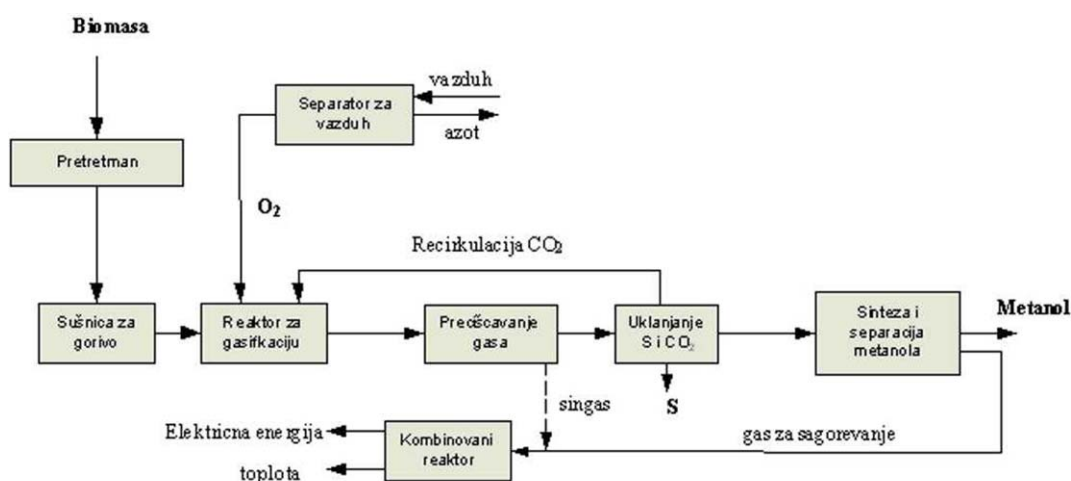 Biomasa
vazduh
Separator za
vazduh
azot
Pretretman
O₂
Recirkulacija CO₂
Sušnica za
gorivo
Reaktor za
gasifkaciju
Prečišcavanje
gasa
Uklanjanje
S i CO₂
Sinteza i
separacija
metanola
Metanol
singas
S
gas za sagorevanje
Elektricna energija
Kombinovani
reaktor
toplota